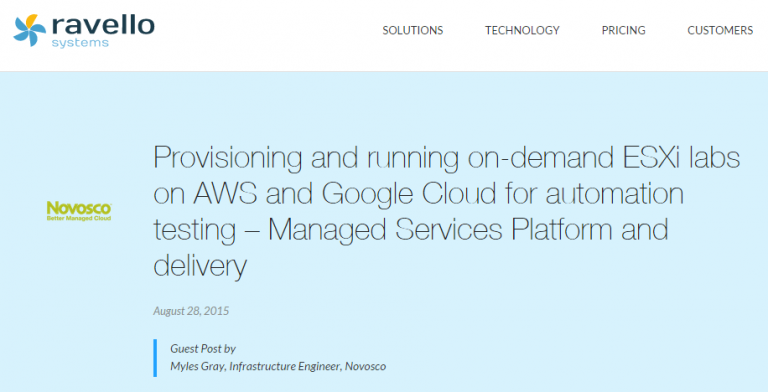 ravello
systems
SOLUTIONS TECHNOLOGY PRICING CUSTOMERS
Provisioning and running on-demand ESXi labs
on AWS and Google Cloud for automation
testing – Managed Services Platform and
delivery
Novosco
Better Managed Cloud
August 28, 2015
Guest Post by
Myles Gray, Infrastructure Engineer, Novosco